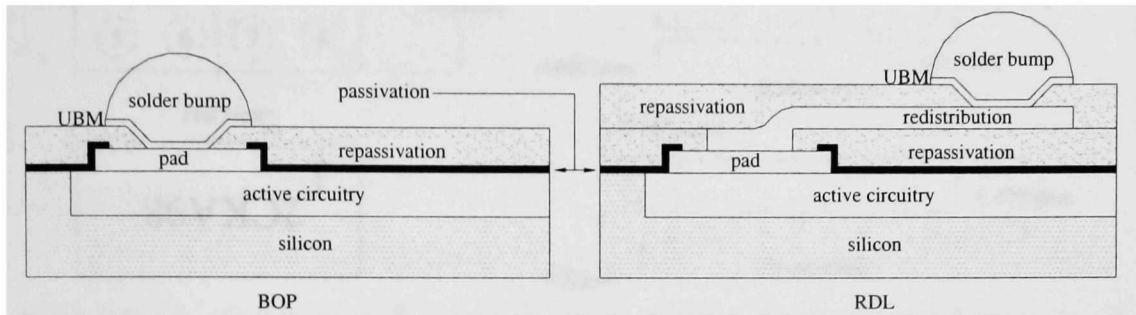 solder bump
UBM
repassivation
pad
active circuitry
silicon
BOP
passivation
solder bump
UBM
repassivation
redistribution
repassivation
pad
active circuitry
silicon
RDL